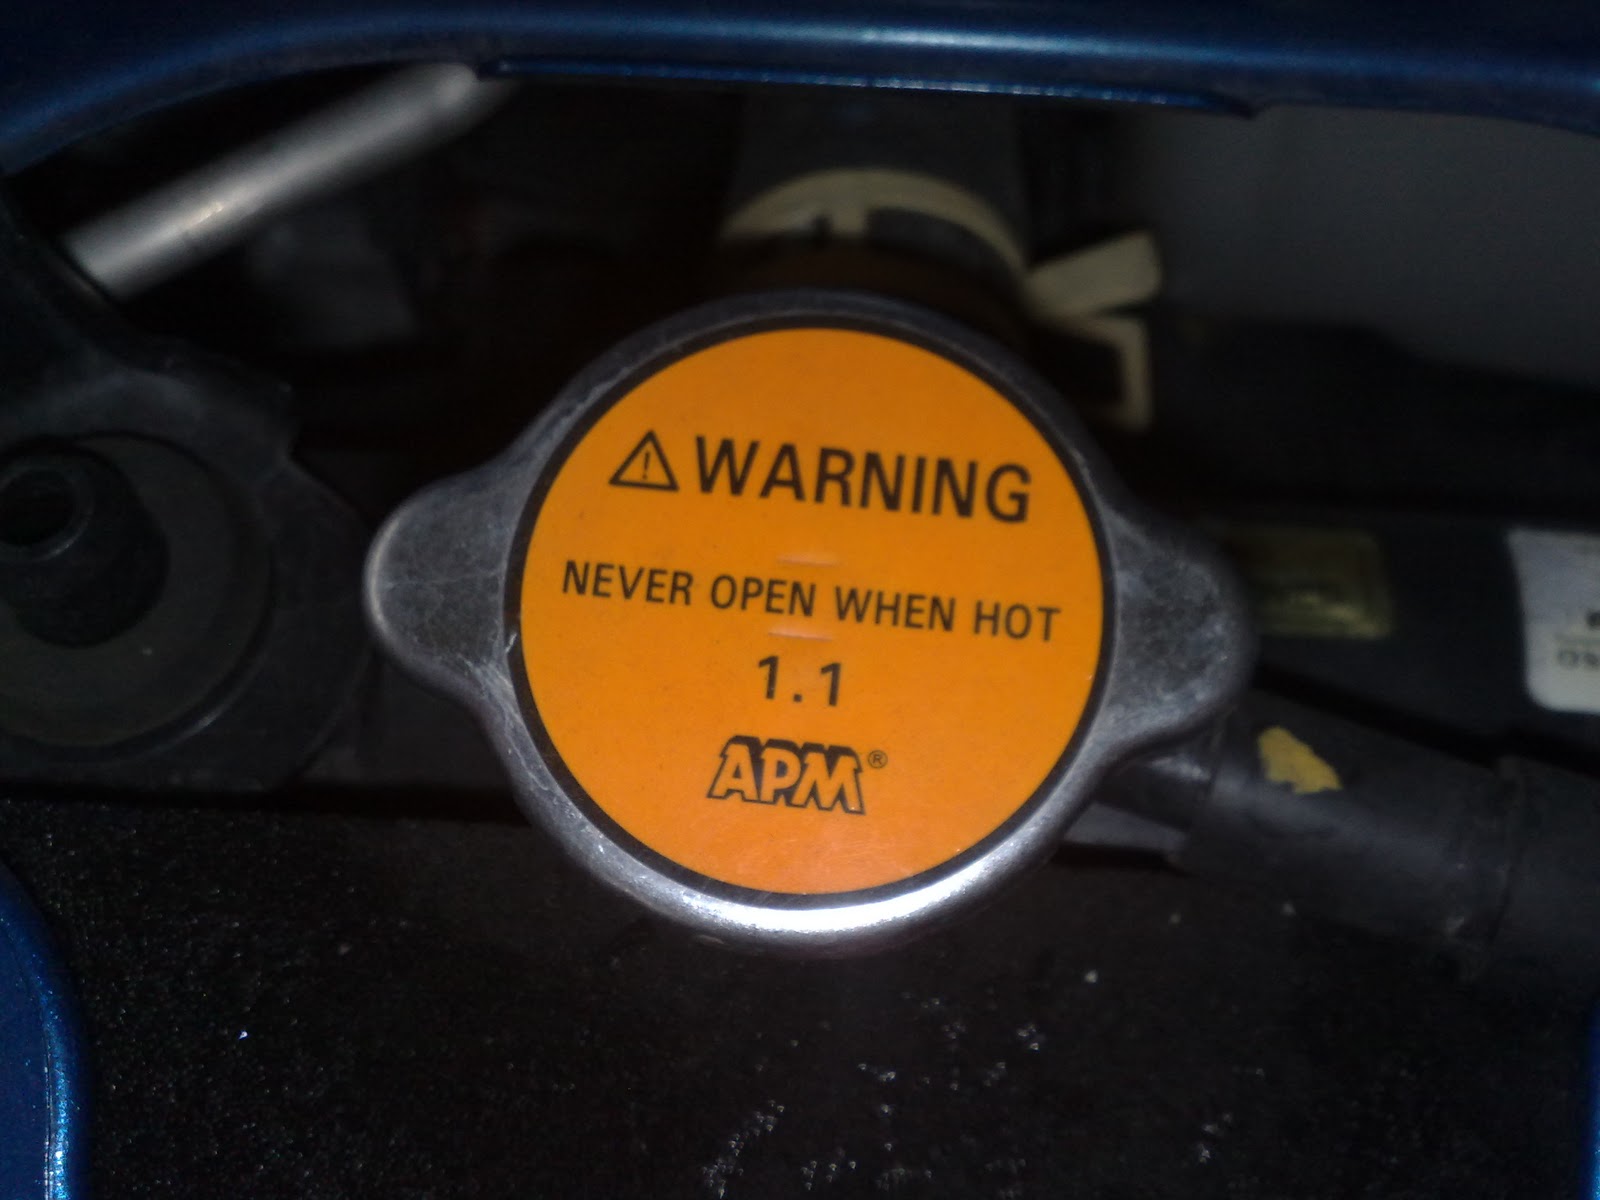 ⚠ WARNING
NEVER OPEN WHEN HOT
1.1
APM®